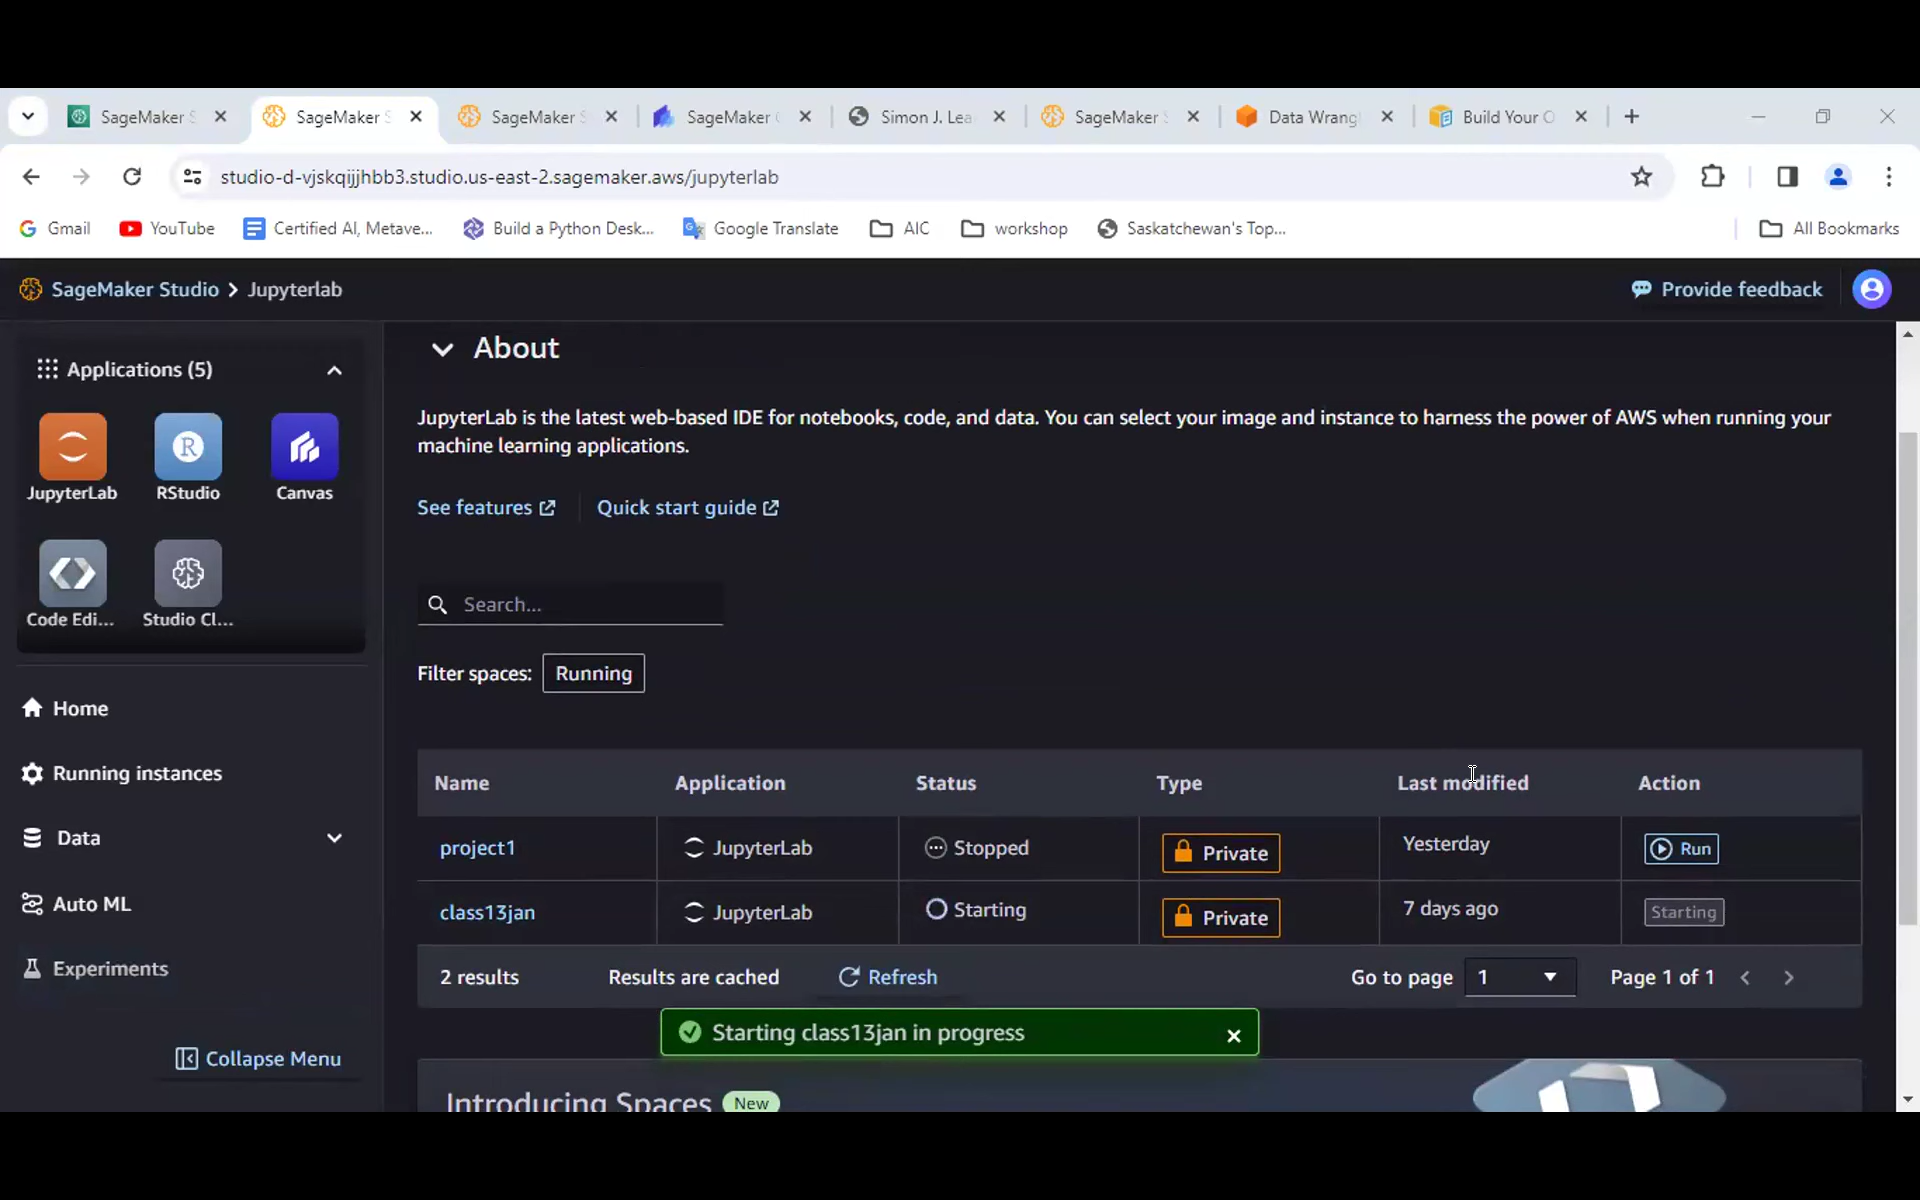 SageMaker S
SageMaker S
SageMaker S
SageMaker
Simon J. Lea
SageMaker S
Data Wrang
Build Your O
studio-d-vjskqijjhbb3.studio.us-east-2.sagemaker.aws/jupyterlab
Gmail
YouTube
Certified AI, Metave...
Build a Python Desk...
Google Translate
AIC
workshop
Saskatchewan's Top...
All Bookmarks
SageMaker Studio > Jupyterlab
Provide feedback
Applications (5)
JupyterLab
RStudio
Canvas
Code Edi...
Studio Cl...
Home
Running instances
Data
Auto ML
Experiments
Collapse Menu
About
JupyterLab is the latest web-based IDE for notebooks, code, and data. You can select your image and instance to harness the power of AWS when running your
machine learning applications.
See features
Quick start guide
Search...
Filter spaces: Running
Name Application Status Type Last modified Action
project1 JupyterLab Stopped Private Yesterday Run
class13jan JupyterLab Starting Private 7 days ago Starting
2 results Results are cached Refresh Go to page 1 Page 1 of 1
Starting class13jan in progress
Introducing Spaces New